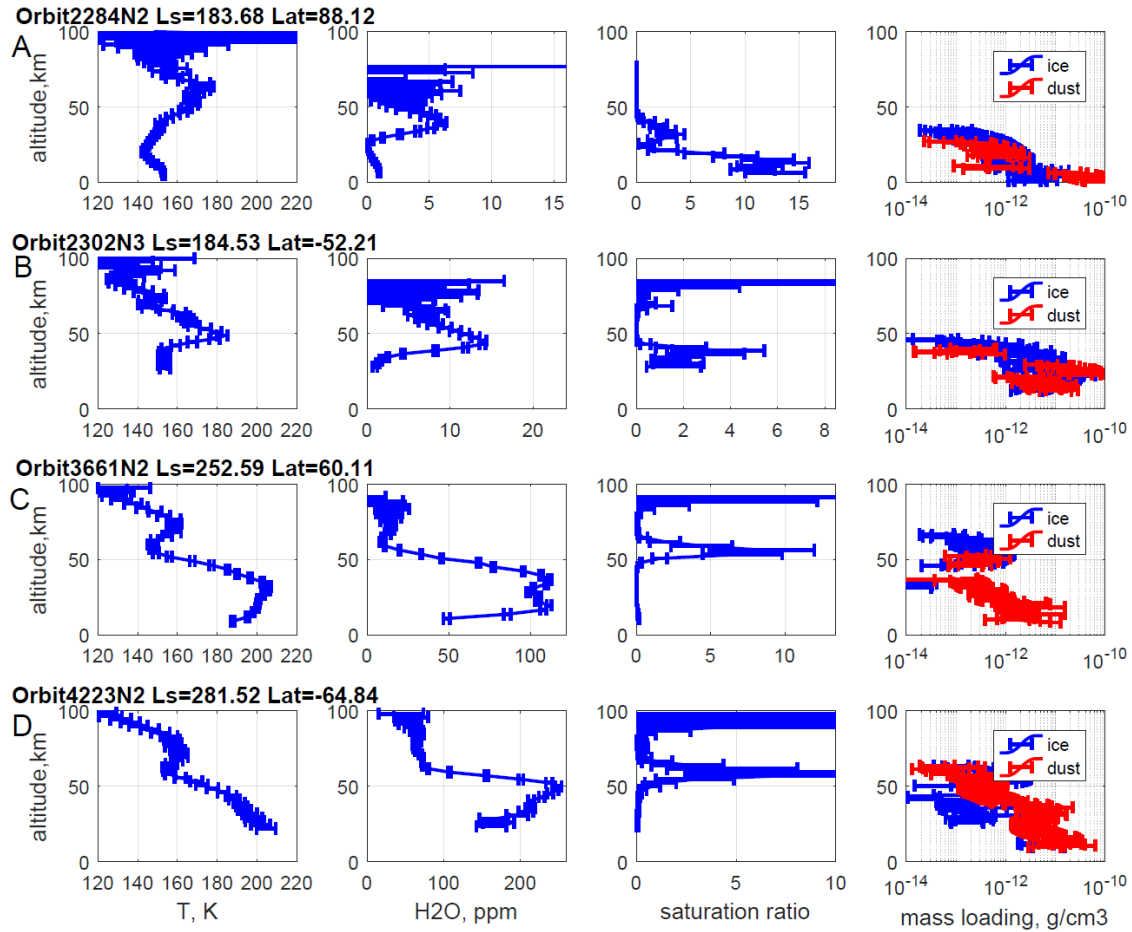 Orbit2284N2 Ls=183.68 Lat=88.12
A
altitude,km
100
50
0
120 140 160 180 200 220
100
50
0
0 5 10 15
100
50
0
0 5 10 15
100
50
0
10-14 10-12 10-10
ice
dust
Orbit2302N3 Ls=184.53 Lat=-52.21
B
altitude,km
100
50
0
120 140 160 180 200 220
100
50
0
0 10 20
100
50
0
0 2 4 6 8
100
50
0
10-14 10-12 10-10
ice
dust
Orbit3661N2 Ls=252.59 Lat=60.11
C
altitude,km
100
50
0
120 140 160 180 200 220
100
50
0
0 50 100
100
50
0
0 5 10
100
50
0
10-14 10-12 10-10
ice
dust
Orbit4223N2 Ls=281.52 Lat=-64.84
D
altitude,km
100
50
0
120 140 160 180 200 220
T, K
100
50
0
0 100 200
H2O, ppm
100
50
0
0 5 10
saturation ratio
100
50
0
10-14 10-12 10-10
mass loading, g/cm3
ice
dust